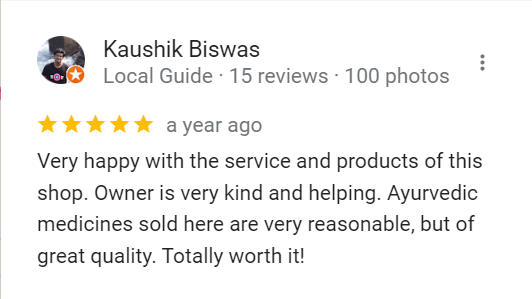 Kaushik Biswas
Local Guide · 15 reviews · 100 photos
a year ago
Very happy with the service and products of this
shop. Owner is very kind and helping. Ayurvedic
medicines sold here are very reasonable, but of
great quality. Totally worth it!